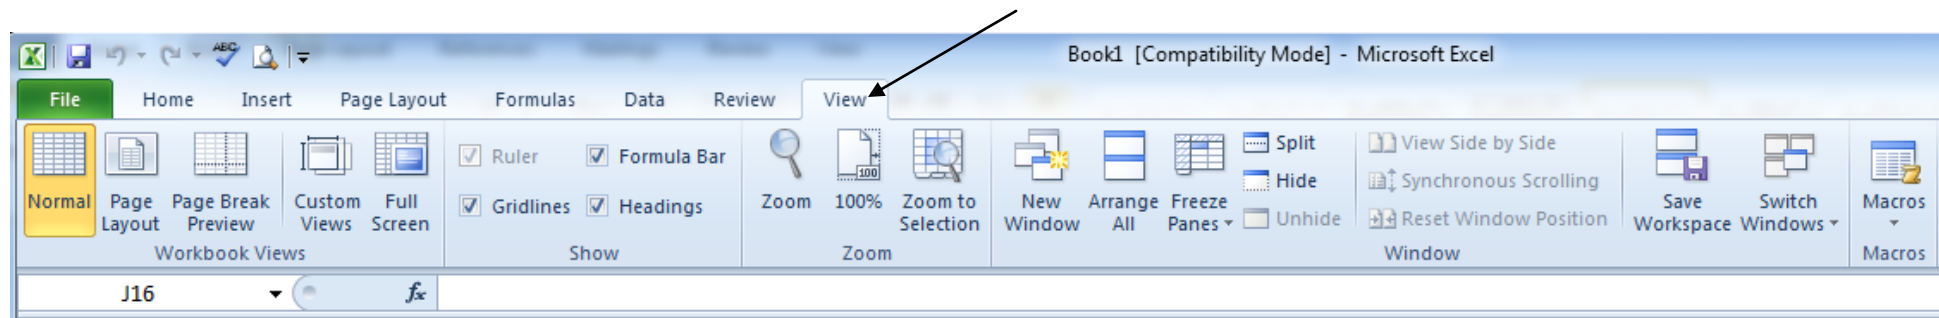 ABC
Book1 [Compatibility Mode] - Microsoft Excel
File Home Insert Page Layout Formulas Data Review View
Normal
Page Layout
Page Break Preview
Custom Views
Full Screen
Workbook Views
Ruler
Formula Bar
Gridlines
Headings
Show
Zoom
100
100%
Zoom to Selection
Zoom
New Window
Arrange All
Freeze Panes
Split
Hide
Unhide
View Side by Side
Synchronous Scrolling
Reset Window Position
Save Workspace
Switch Windows
Window
Macros
Macros
J16
fx